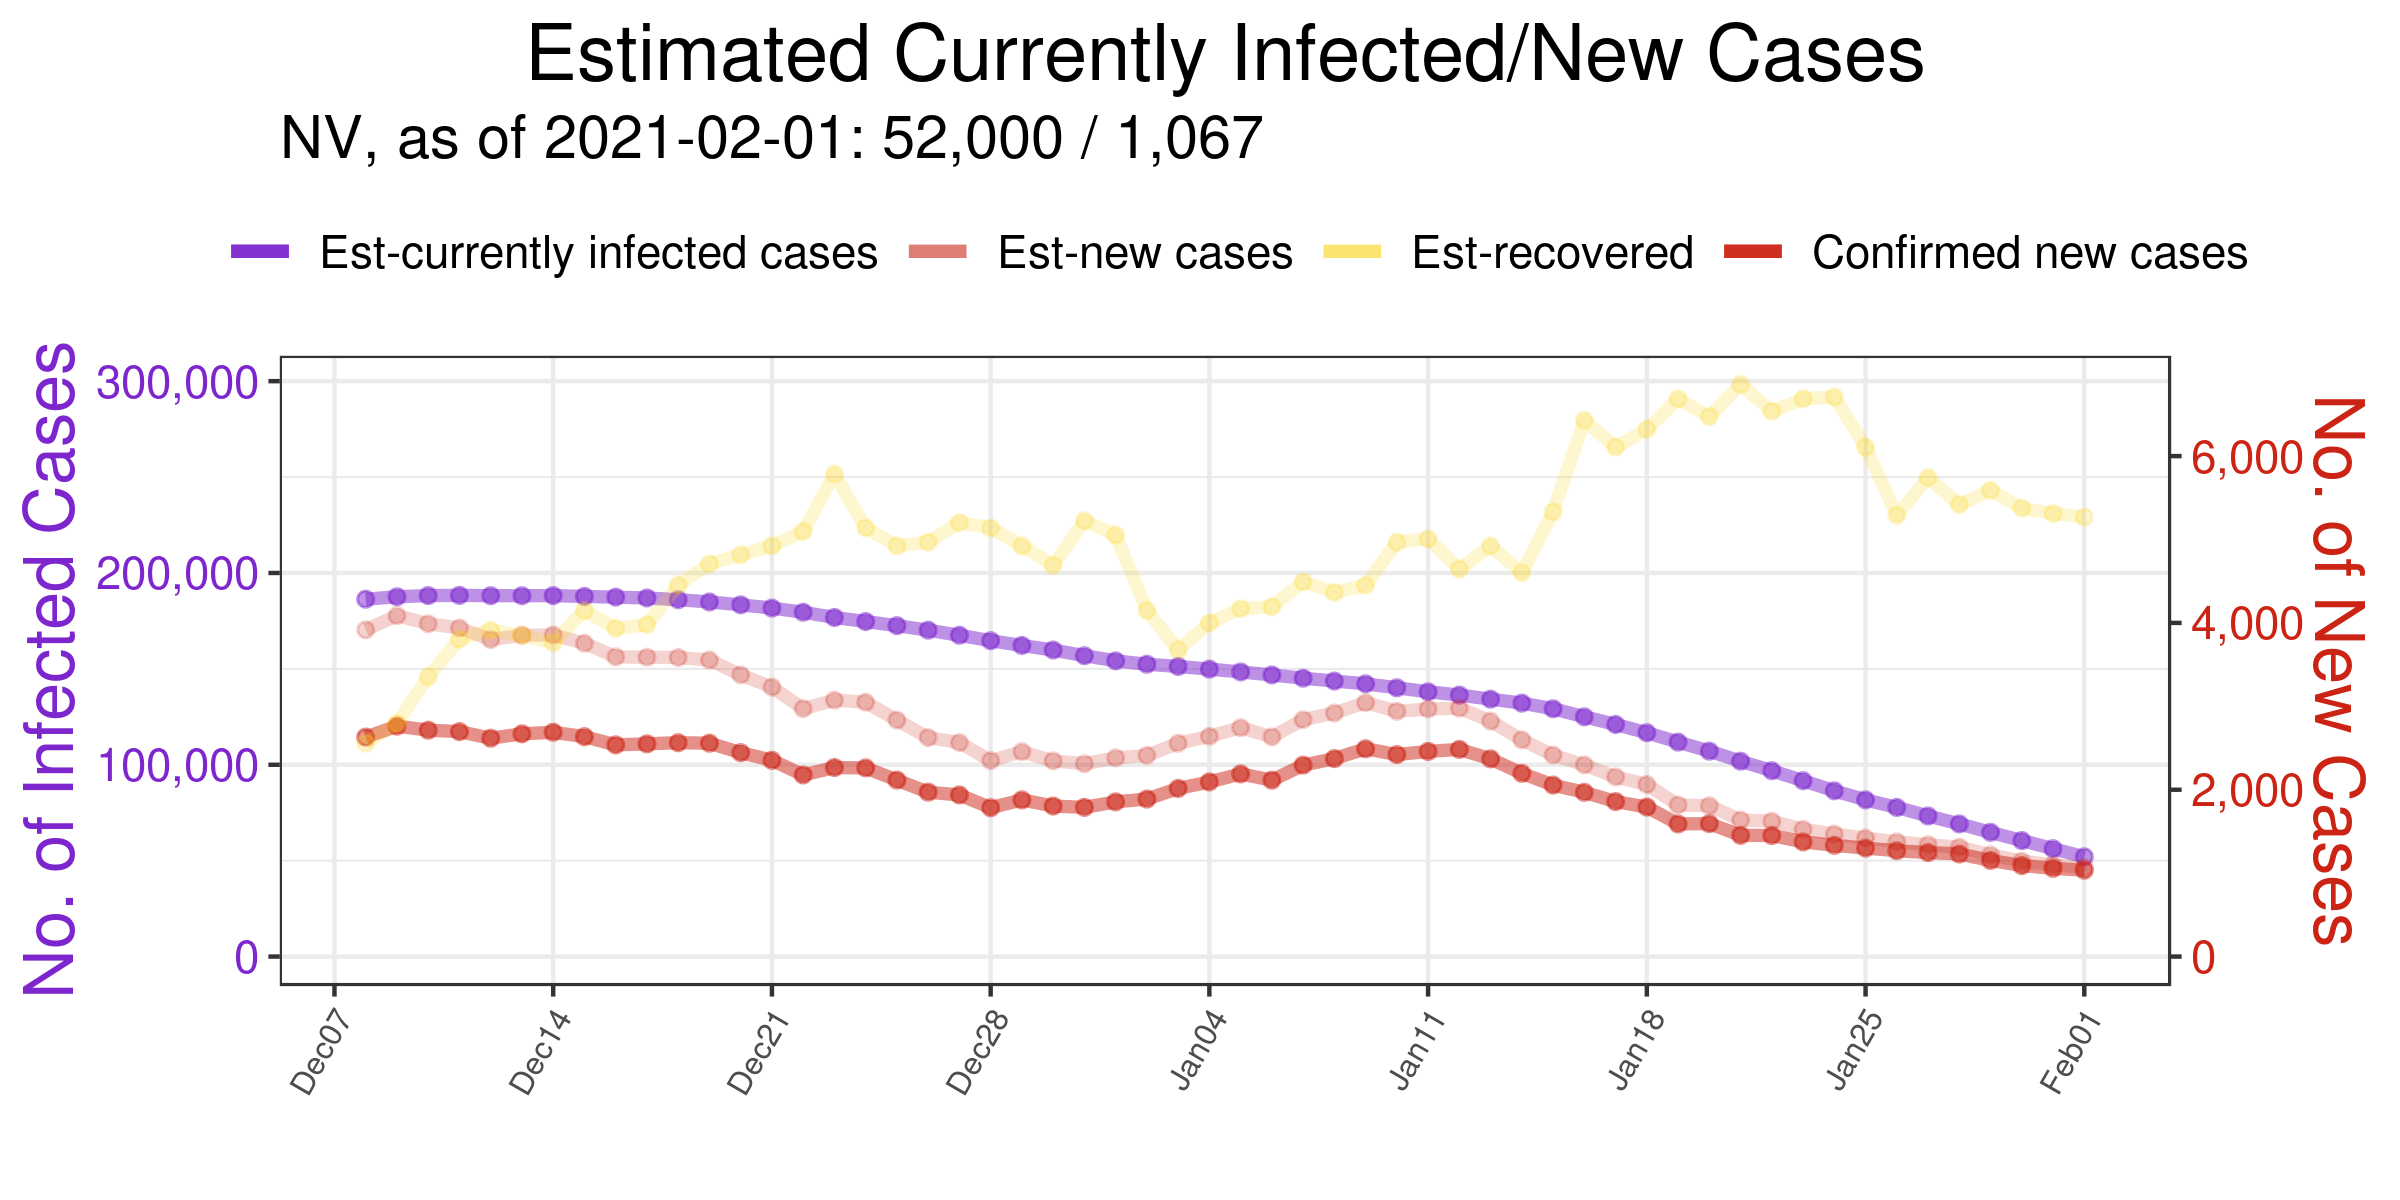 Estimated Currently Infected/New Cases
NV, as of 2021-02-01: 52,000 / 1,067
Est-currently infected cases Est-new cases Est-recovered Confirmed new cases
No. of Infected Cases
300,000
200,000
100,000
0
6,000
4,000
2,000
0
No. of New Cases
Dec07 Dec14 Dec21 Dec28 Jan04 Jan11 Jan18 Jan25 Feb01